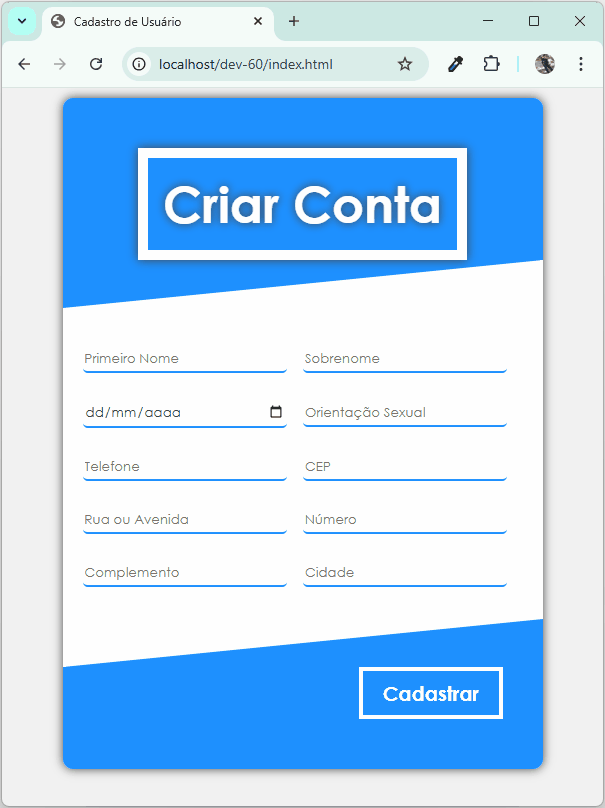 Cadastro de Usuário
localhost/dev-60/index.html
Criar Conta
Primeiro Nome Sobrenome
dd/mm/aaaa Orientação Sexual
Telefone CEP
Rua ou Avenida Número
Complemento Cidade
Cadastrar